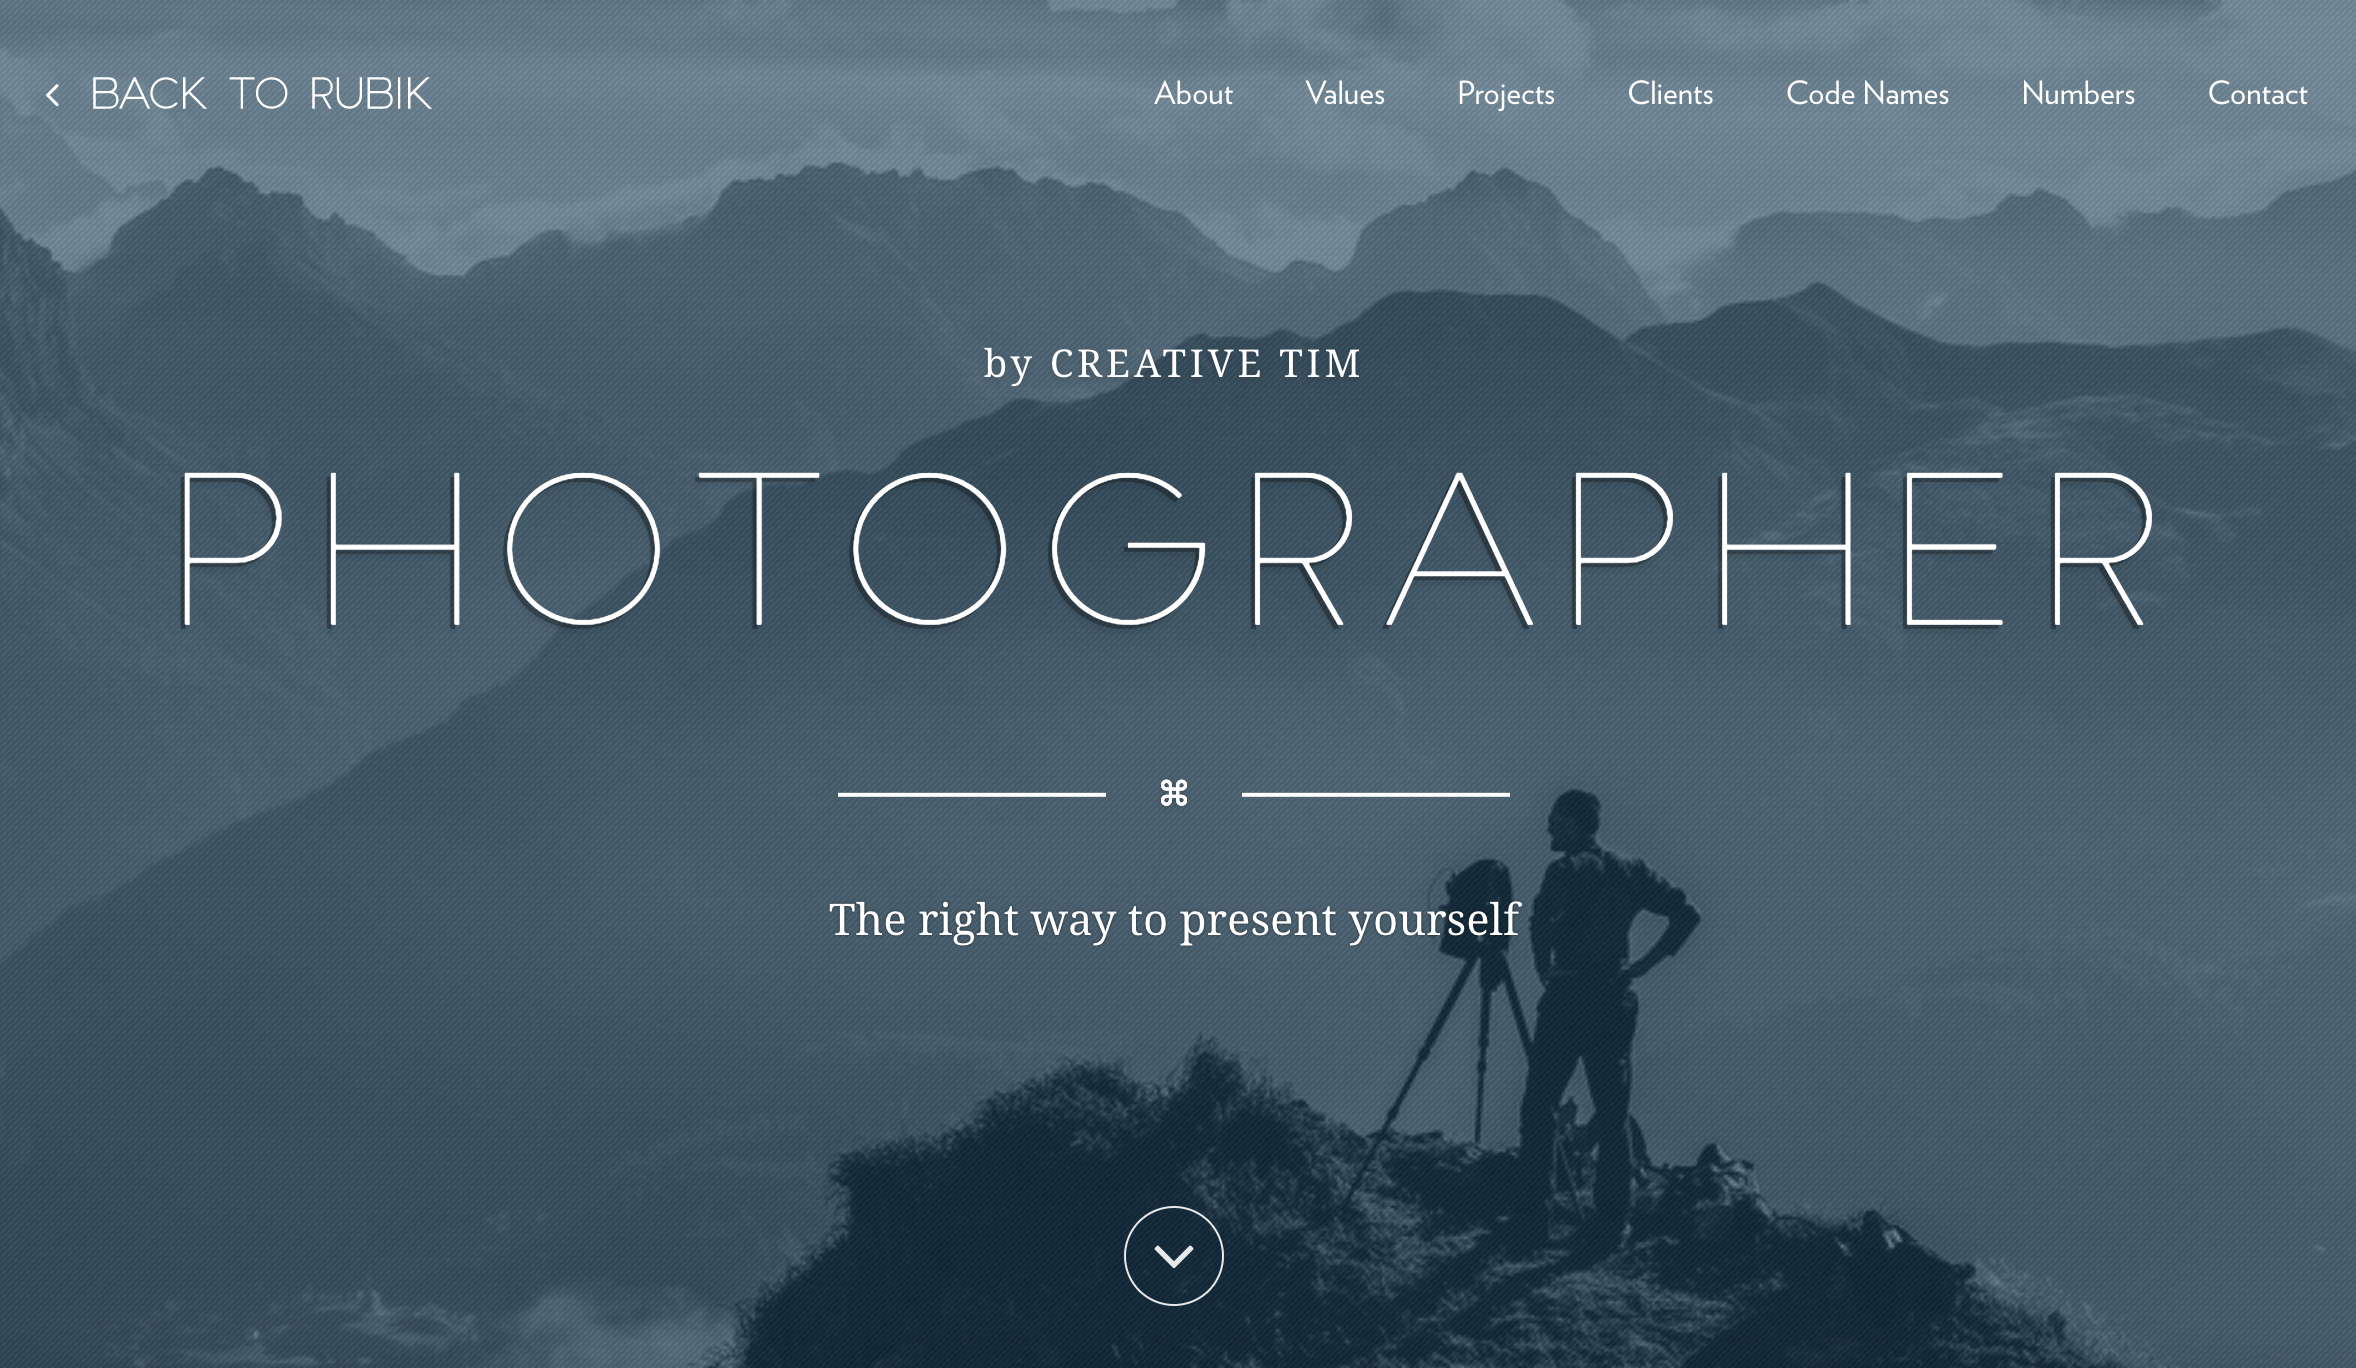 BACK TO RUBIK
About Values Projects Clients Code Names Numbers Contact
by CREATIVE TIM
PHOTOGRAPHER
⌘
The right way to present yourself